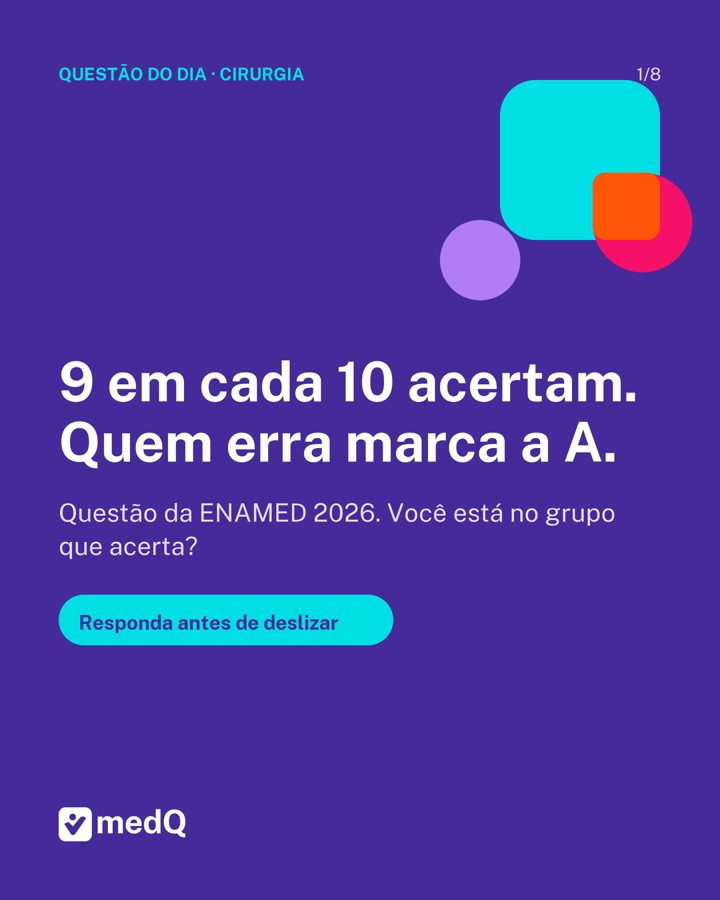 QUESTÃO DO DIA · CIRURGIA
1/8
9 em cada 10 acertam.
Quem erra marca a A.
Questão da ENAMED 2026. Você está no grupo
que acerta?
Responda antes de deslizar
medQ